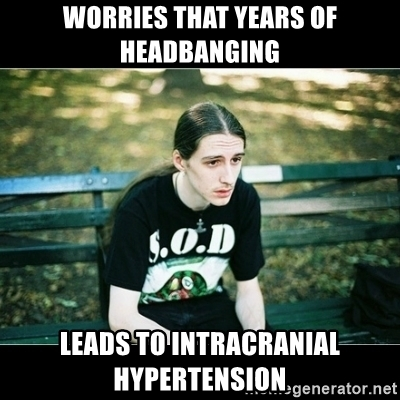 WORRIES THAT YEARS OF
HEADBANGING
S.O.D
LEADS TO INTRACRANIAL
HYPERTENSION
memegenerator.net